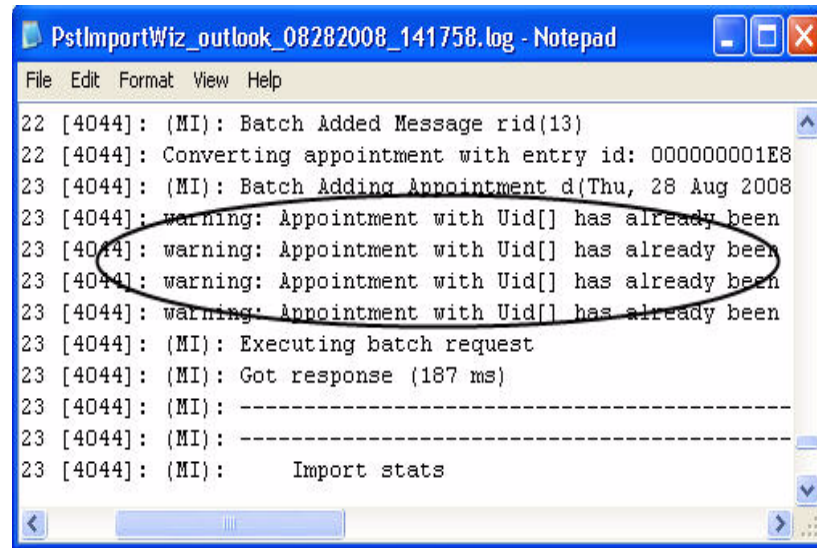 PstImportWiz_outlook_08282008_141758.log - Notepad
File Edit Format View Help
22 [4044]: (MI): Batch Added Message rid(13)
22 [4044]: Converting appointment with entry id: 000000001E8
23 [4044]: (MI): Batch Adding Appointment d(Thu, 28 Aug 2008
23 [4044]: warning: Appointment with Uid[] has already been
23 [4044]: warning: Appointment with Uid[] has already been
23 [4044]: warning: Appointment with Uid[] has already been
23 [4044]: warning: Appointment with Uid[] has already been
23 [4044]: (MI): Executing batch request
23 [4044]: (MI): Got response (187 ms)
23 [4044]: (MI): ------------------------------------------
23 [4044]: (MI): ------------------------------------------
23 [4044]: (MI): Import stats